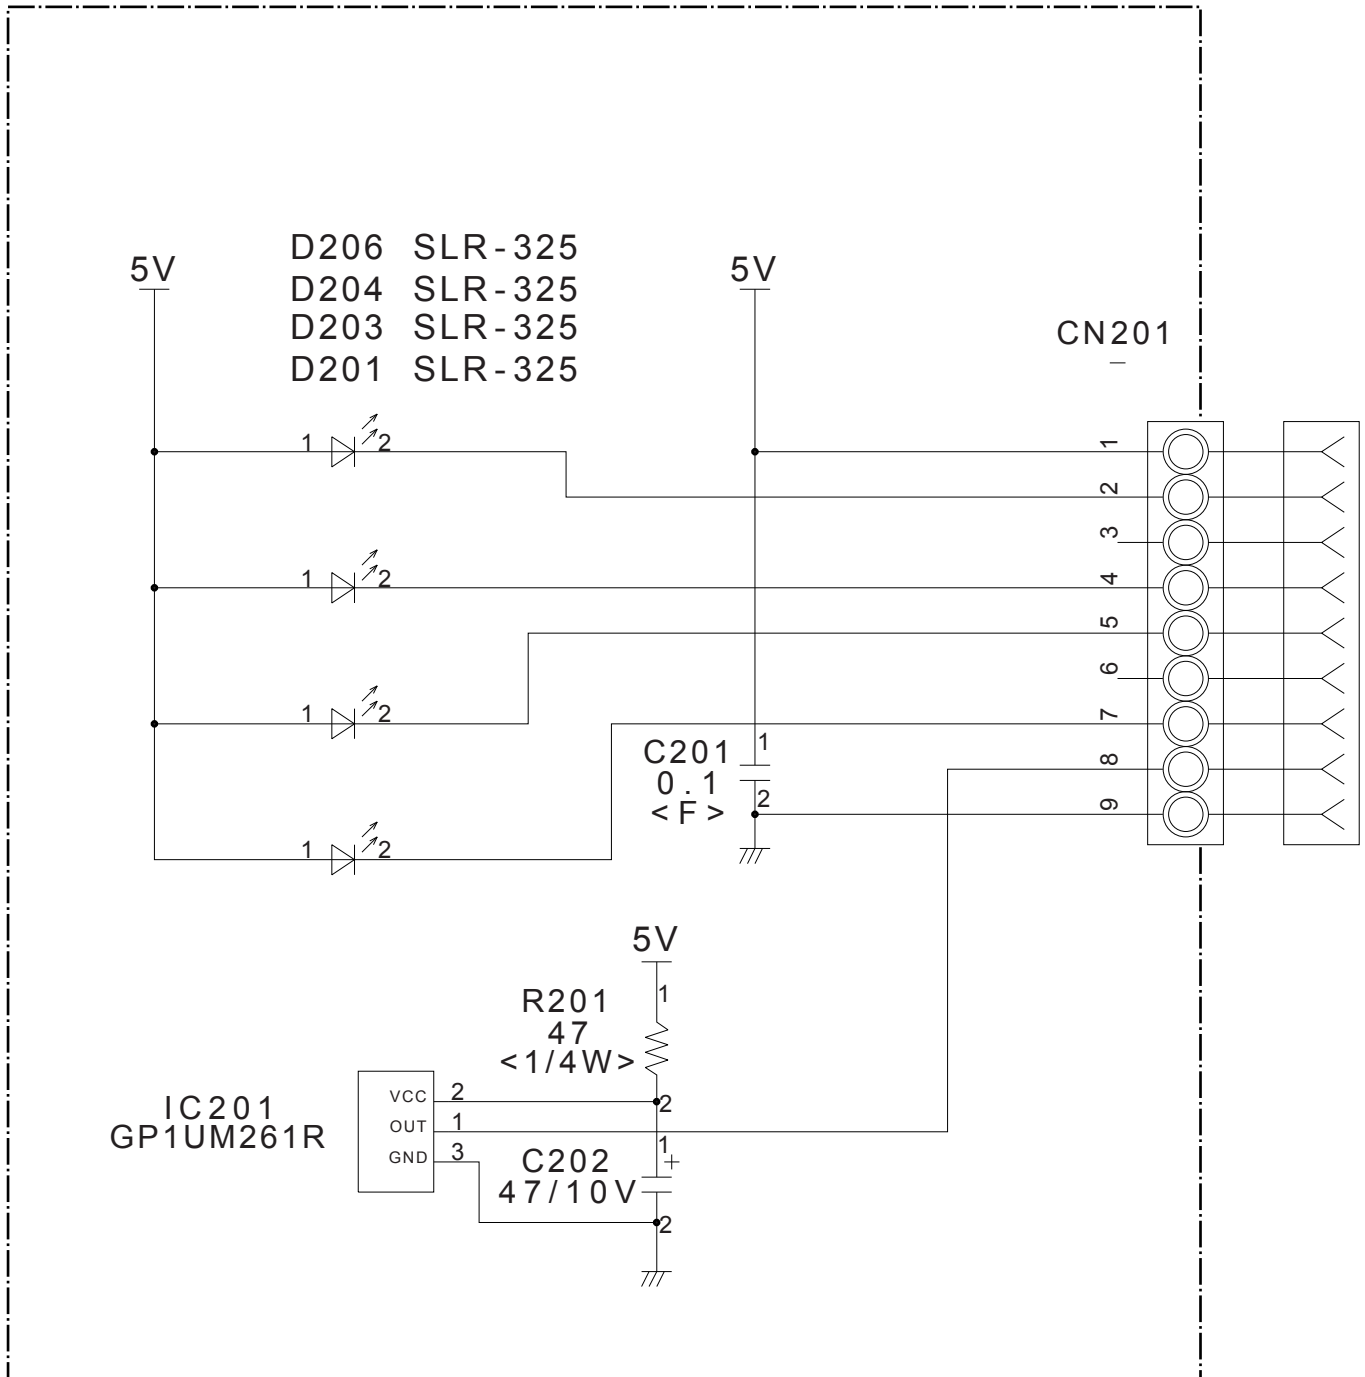 D206 SLR-325
5V
5V
D204 SLR-325
D203 SLR-325
CN201
D201 SLR-325
1 2
1
2
3
1 2
4
5
6
1 2
7
C201
1
0.1
8
<F>
2
9
1 2
5V
R201
1
47
<1/4W>
VCC 2
2
IC201
GP1UM261R
OUT 1
GND 3
C202
1 +
47/10V
2